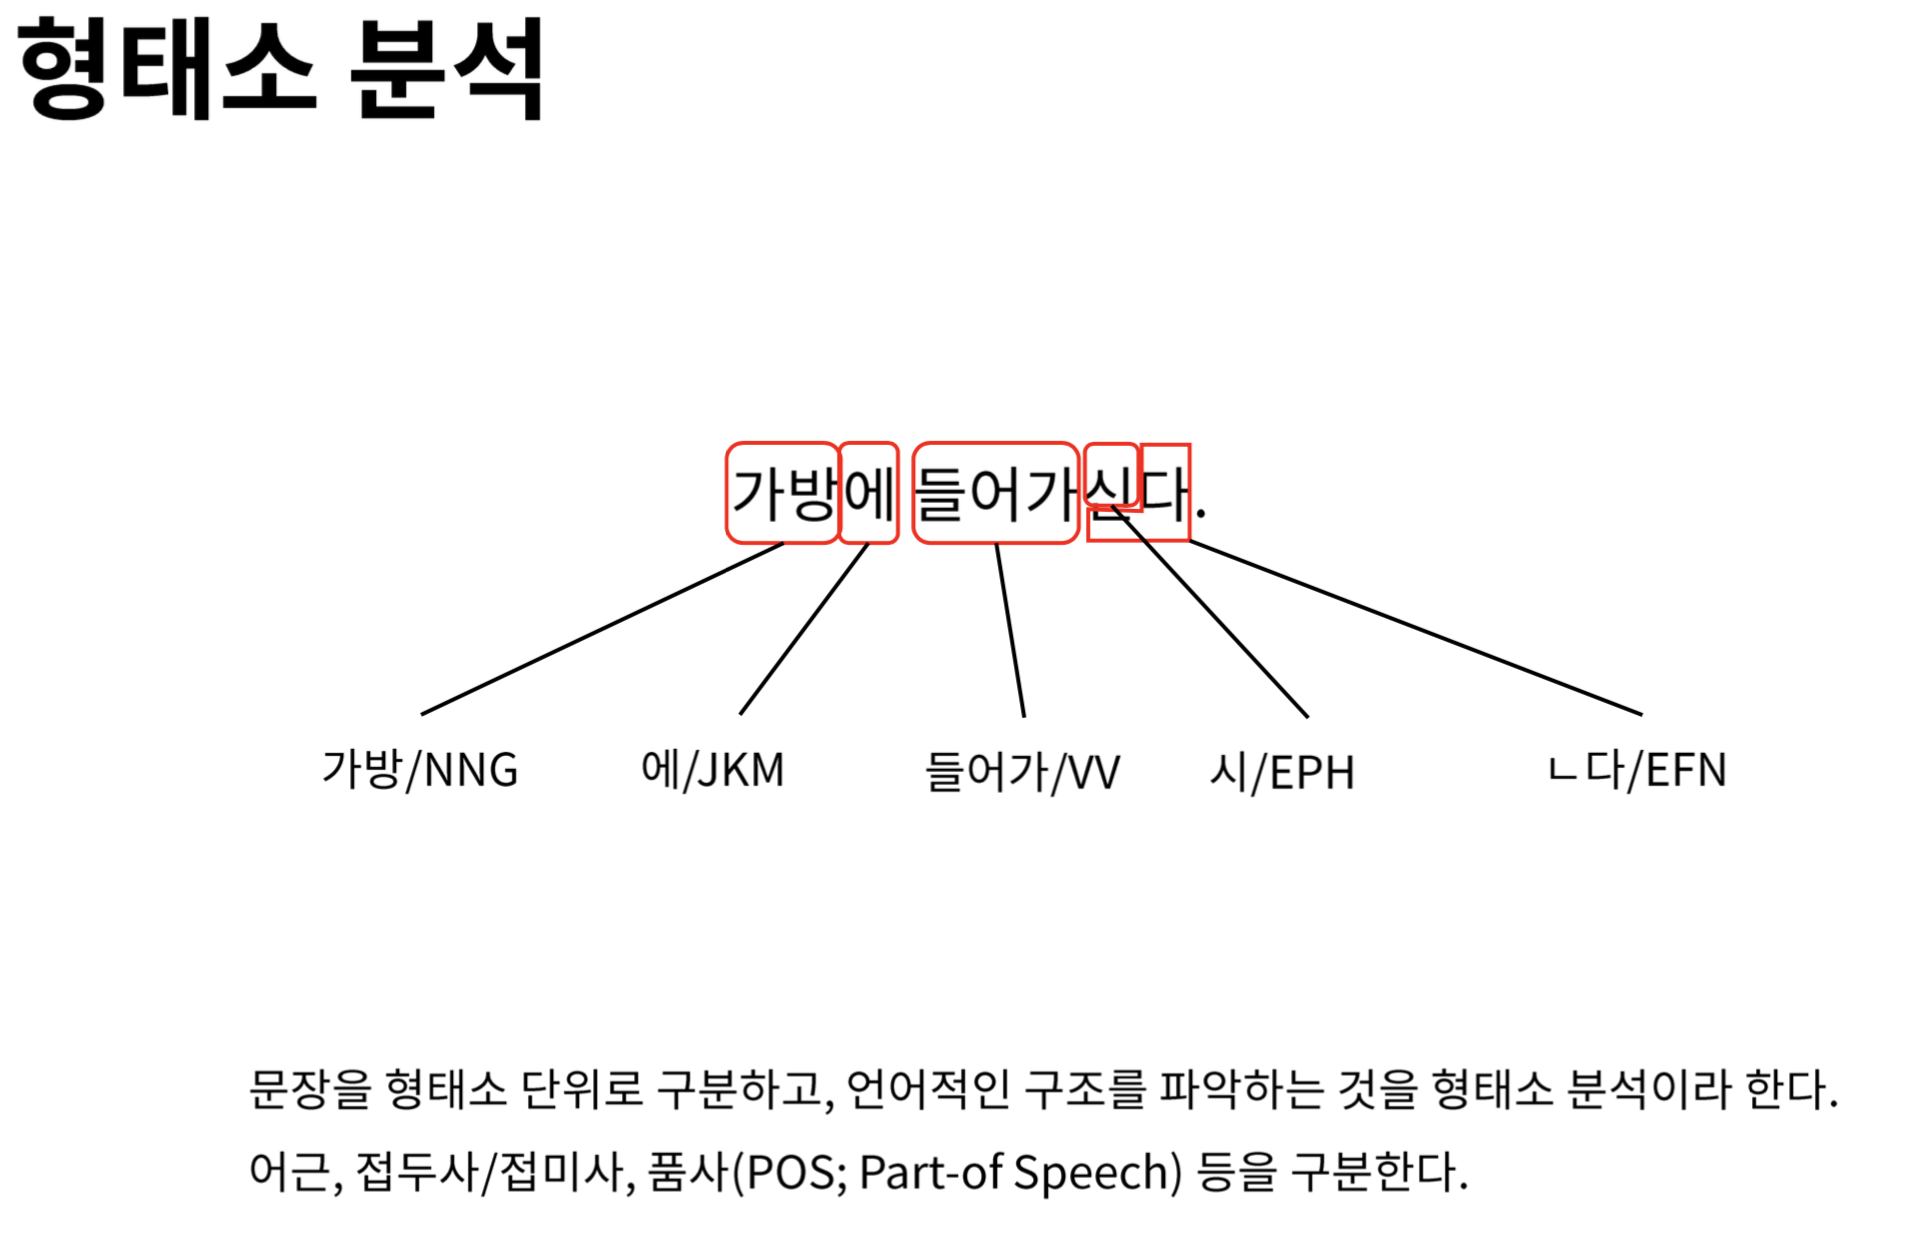 형태소 분석
가방에 들어가신다.
가방/NNG 에/JKM 들어가/VV 시/EPH ㄴ다/EFN
문장을 형태소 단위로 구분하고, 언어적인 구조를 파악하는 것을 형태소 분석이라 한다.
어근, 접두사/접미사, 품사(POS; Part-of Speech) 등을 구분한다.